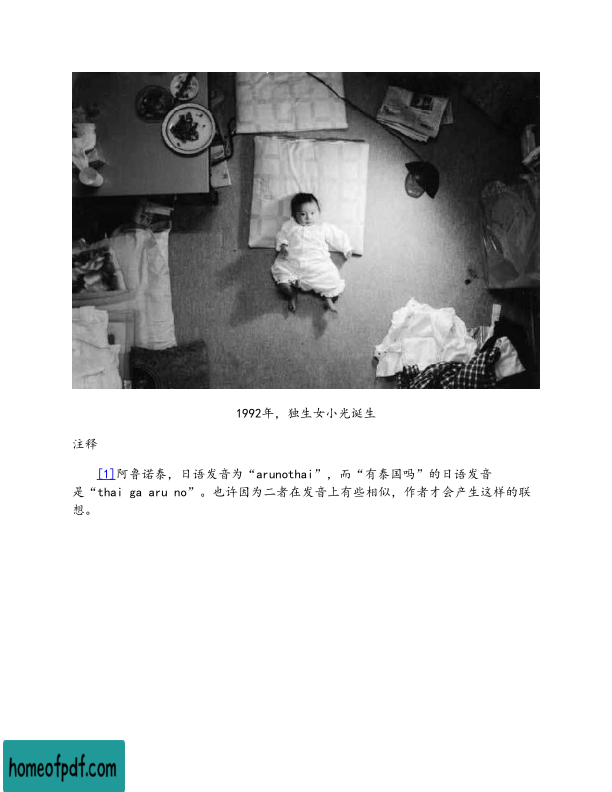 1992年，独生女小光诞生
注释
[1]阿鲁诺泰，日语发音为“arunothai”，而“有泰国吗”的日语发音
是“thai ga aru no”。也许因为二者在发音上有些相似，作者才会产生这样的联
想。
homeofpdf.com